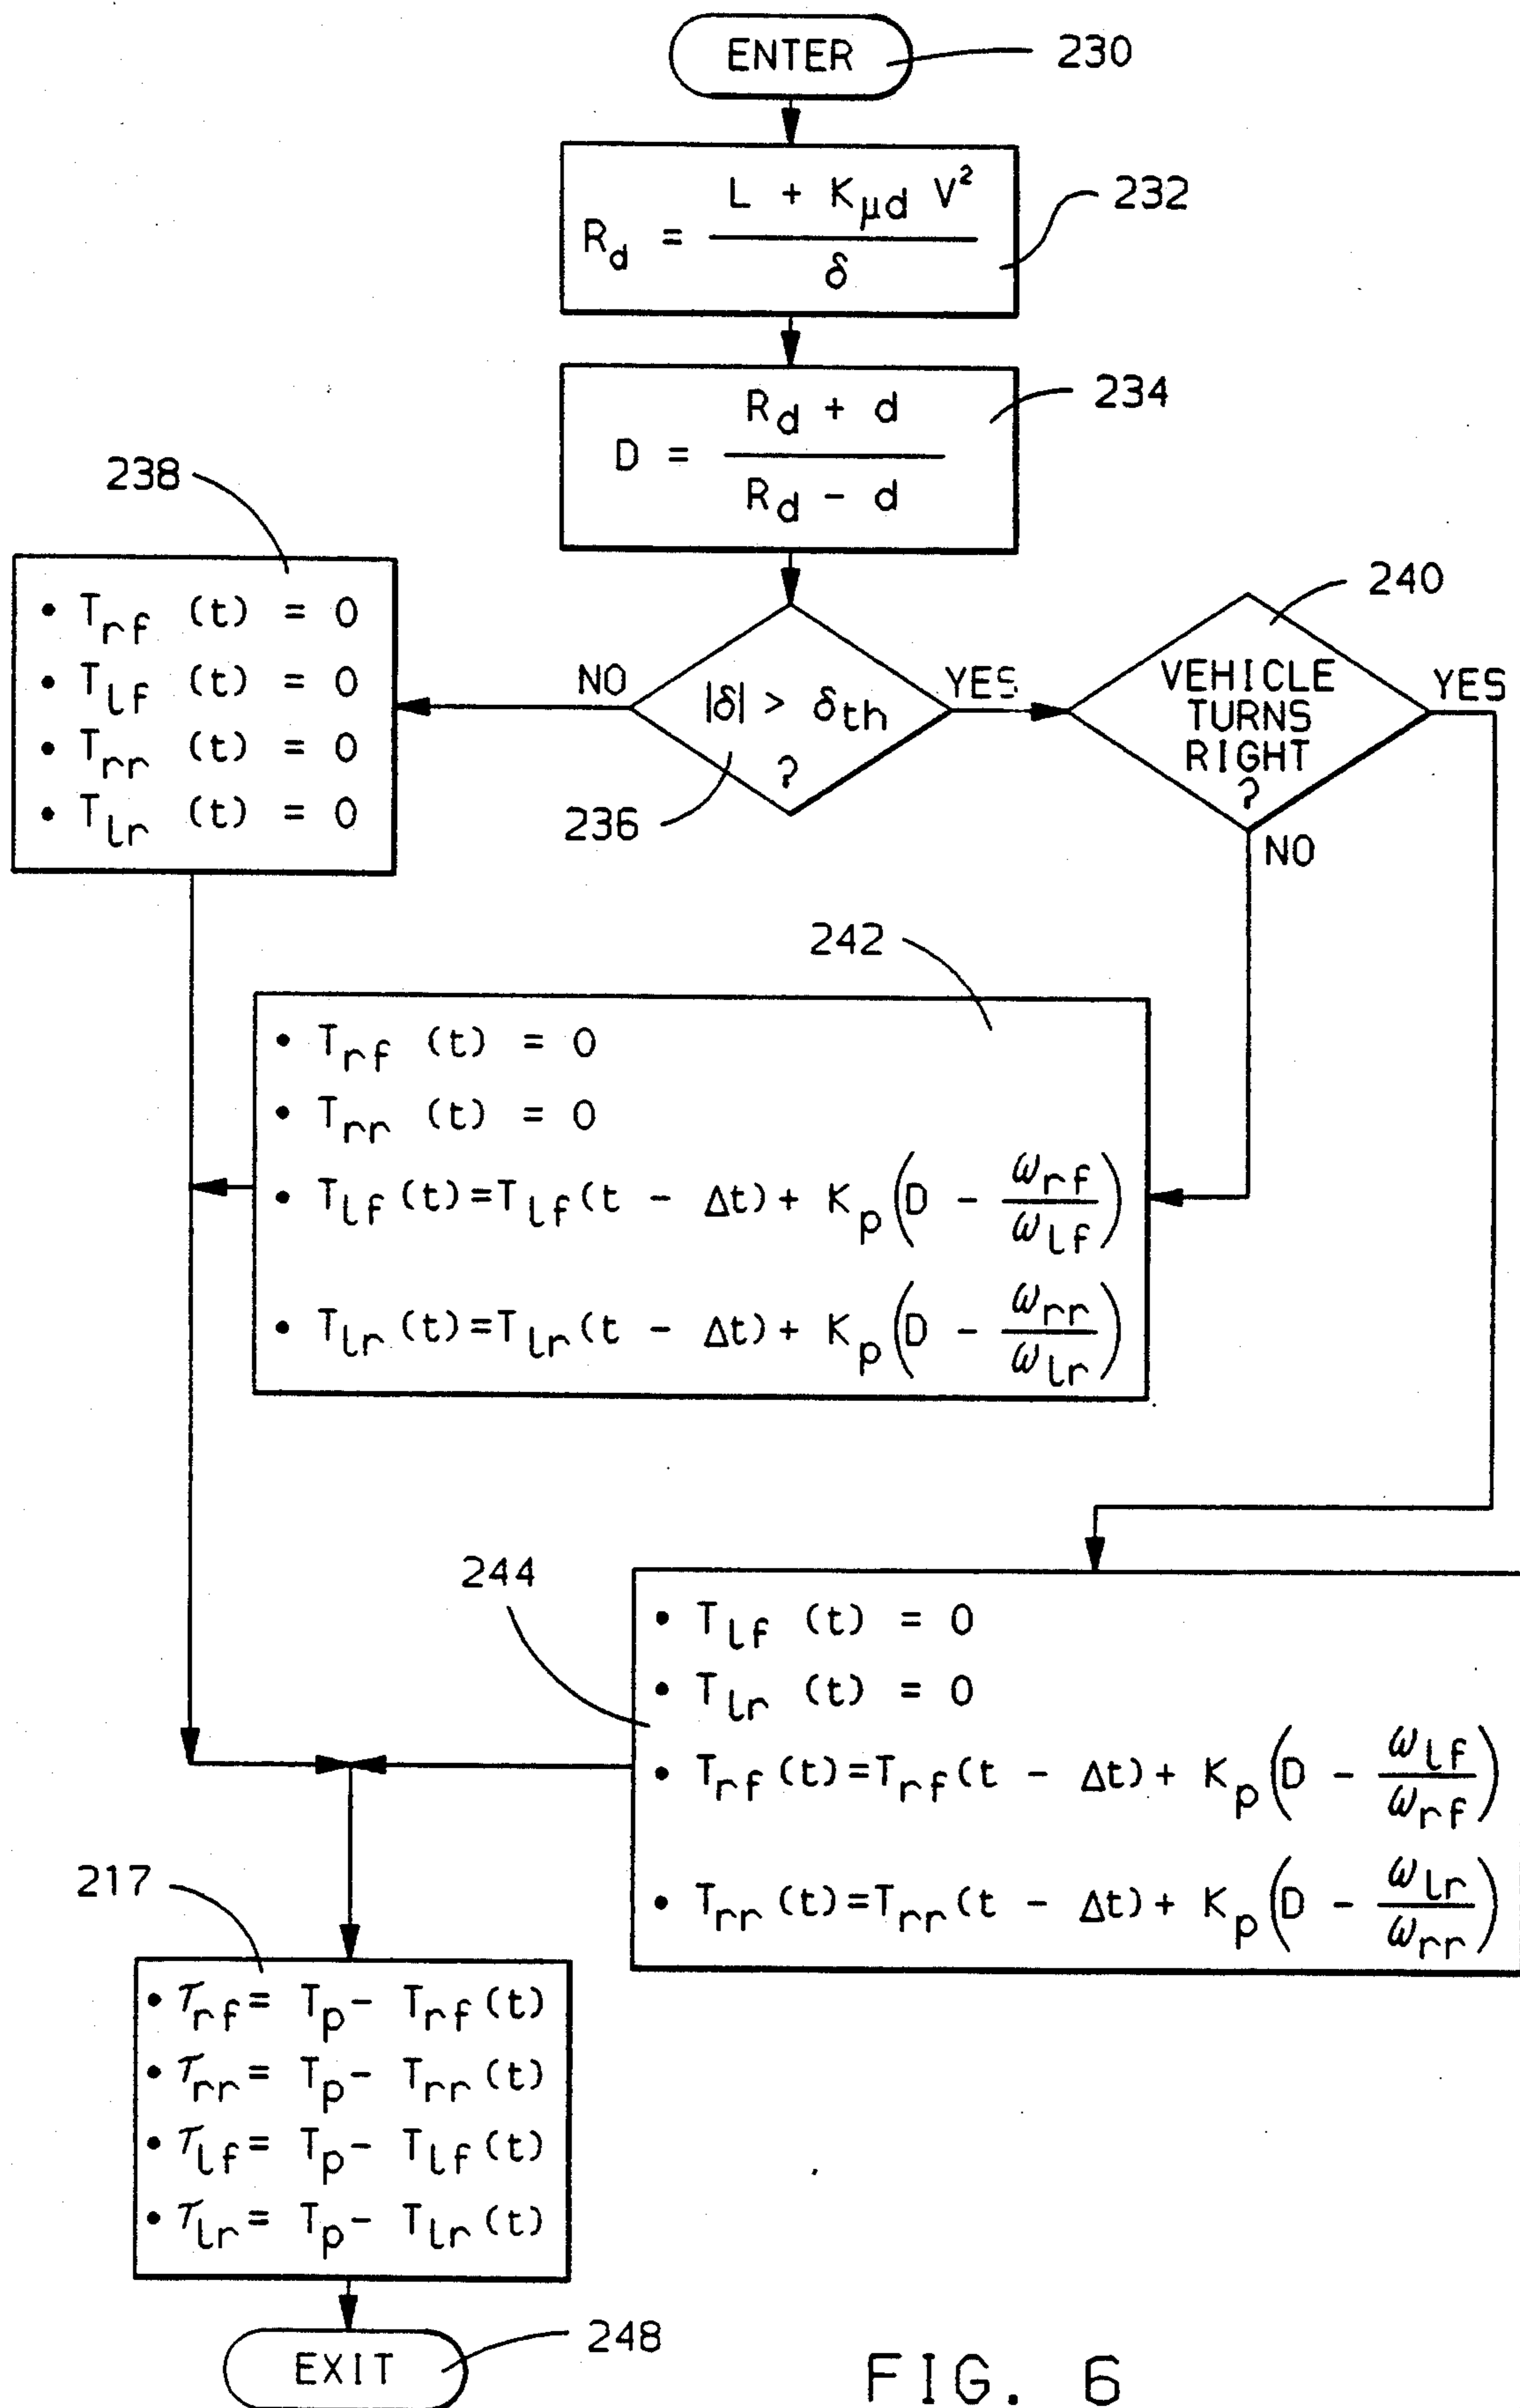 ENTER
230
R_d = (L + K_μd V²) / δ
232
D = (R_d + d) / (R_d - d)
234
238
• T_rf (t) = 0
• T_lf (t) = 0
• T_rr (t) = 0
• T_lr (t) = 0
NO
|δ| > δ_th
?
236
YES
240
VEHICLE
TURNS
RIGHT
?
YES
NO
242
• T_rf (t) = 0
• T_rr (t) = 0
• T_lf (t)=T_lf (t - Δt) + K_p (D - ω_rf / ω_lf)
• T_lr (t)=T_lr (t - Δt) + K_p (D - ω_rr / ω_lr)
244
• T_lf (t) = 0
• T_lr (t) = 0
• T_rf (t)=T_rf (t - Δt) + K_p (D - ω_lf / ω_rf)
• T_rr (t)=T_rr (t - Δt) + K_p (D - ω_lr / ω_rr)
217
• τ_rf = T_p - T_rf (t)
• τ_rr = T_p - T_rr (t)
• τ_lf = T_p - T_lf (t)
• τ_lr = T_p - T_lr (t)
EXIT
248
FIG. 6